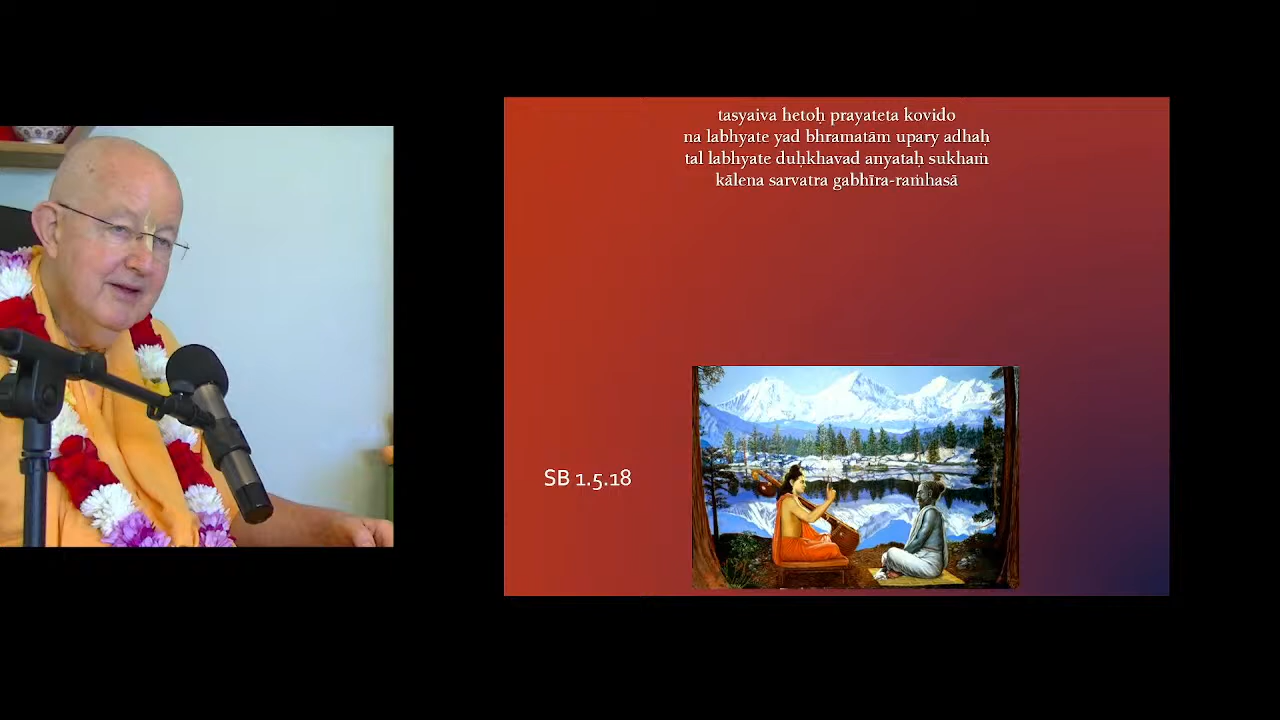 tasyaiva hetoḥ prayateta kovido
na labhyate yad bhramatām upary adhaḥ
tal labhyate duḥkhavad anyataḥ sukhaṁ
kālena sarvatra gabhīra-raṁhasā
SB 1.5.18